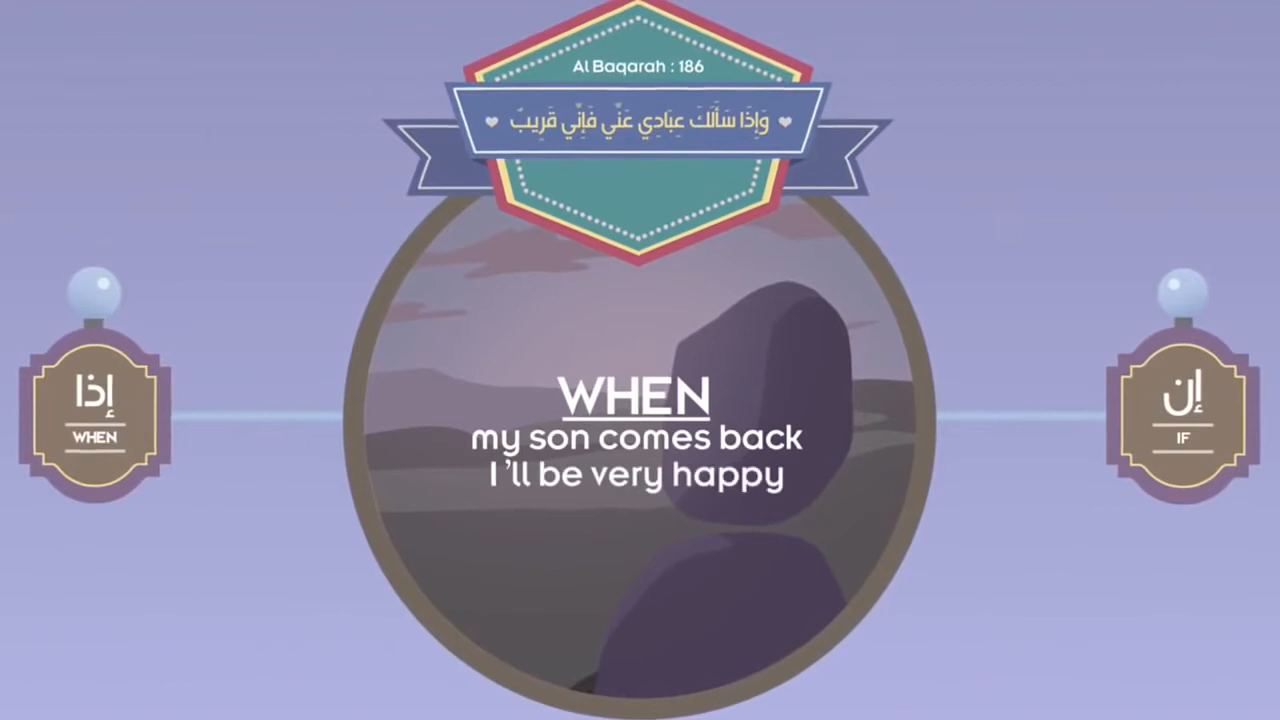 Al Baqarah : 186
وَإِذَا سَأَلَكَ عِبَادِي عَنِّي فَإِنِّي قَرِيبٌ
إذا
WHEN
WHEN
my son comes back
I'll be very happy
إن
IF